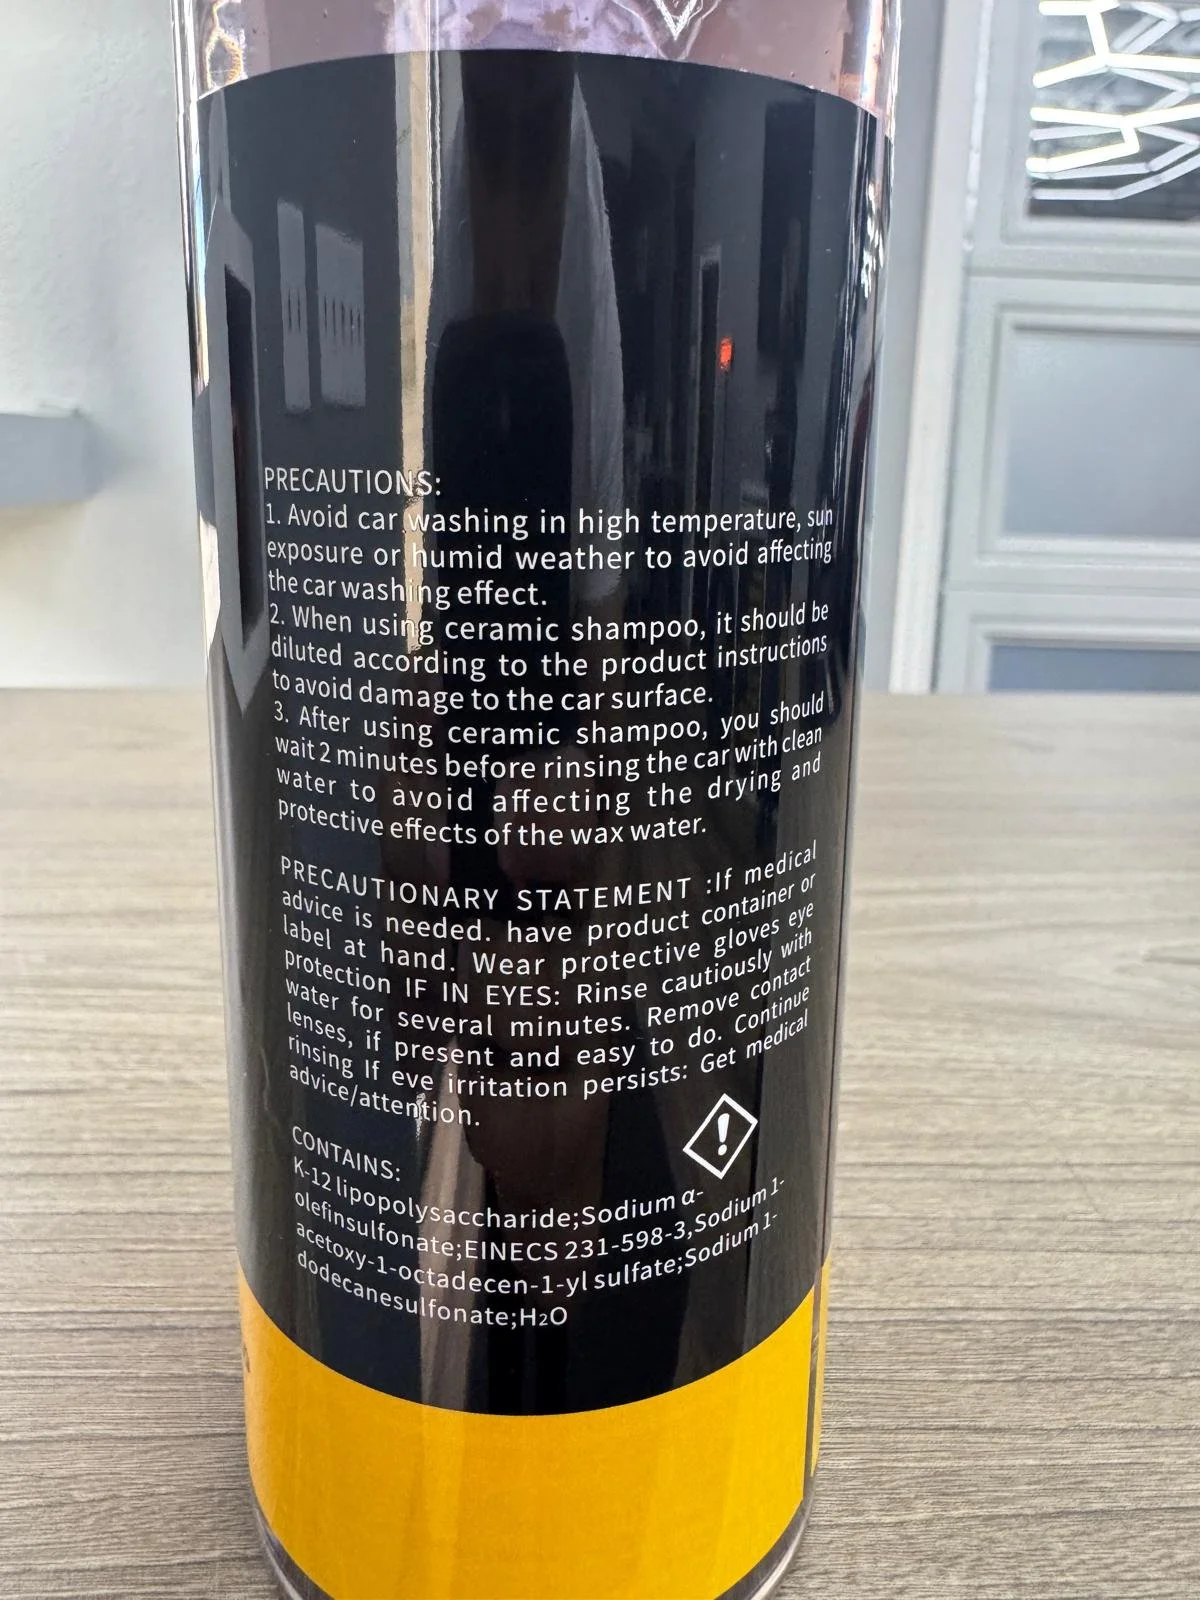 PRECAUTIONS:
1. Avoid car washing in high temperature, sun
exposure or humid weather to avoid affecting
the car washing effect.
2. When using ceramic shampoo, it should be
diluted according to the product instructions
to avoid damage to the car surface.
3. After using ceramic shampoo, you should
wait 2 minutes before rinsing the car with clean
water to avoid affecting the drying and
protective effects of the wax water.
PRECAUTIONARY STATEMENT :If medical
advice is needed. have product container or
label at hand. Wear protective gloves eye
protection IF IN EYES: Rinse cautiously with
water for several minutes. Remove contact
lenses, if present and easy to do. Continue
rinsing If eve irritation persists: Get medical
advice/attention.
CONTAINS:
K-12 lipopolysaccharide;Sodium α-
olefinsulfonate;EINECS 231-598-3,Sodium 1-
acetoxy-1-octadecen-1-yl sulfate;Sodium 1-
dodecanesulfonate;H₂O